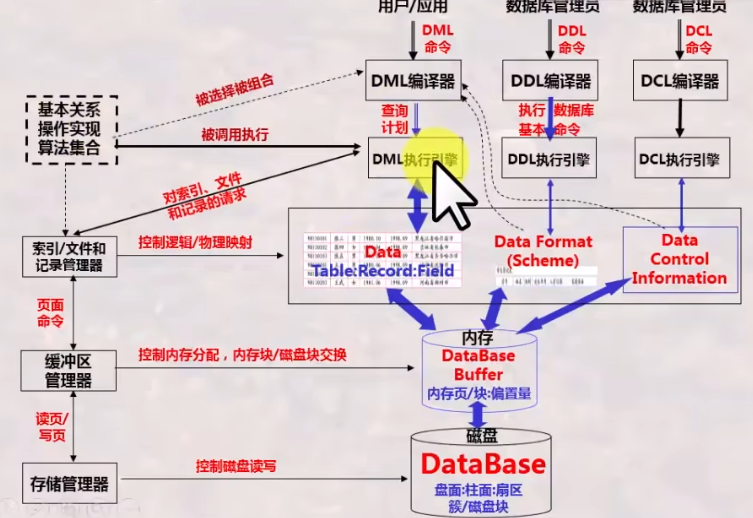 用户/应用
数据库管理员
数据库管理员
DML
命令
DDL
命令
DCL
命令
DML编译器
DDL编译器
DCL编译器
被选择被组合
基本关系
操作实现
算法集合
查询
计划
执行 数据库
基本 命令
被调用执行
DML执行引擎
DDL执行引擎
DCL执行引擎
对索引、文件
和记录的请求
索引/文件和
记录管理器
控制逻辑/物理映射
Data
Table:Record:Field
Data Format
(Scheme)
Data
Control
Information
页面
命令
内存
DataBase
Buffer
内存页/块:偏置量
缓冲区
管理器
控制内存分配，内存块/磁盘块交换
读页/
写页
磁盘
DataBase
盘面:柱面:扇区
簇/磁盘块
存储管理器
控制磁盘读写